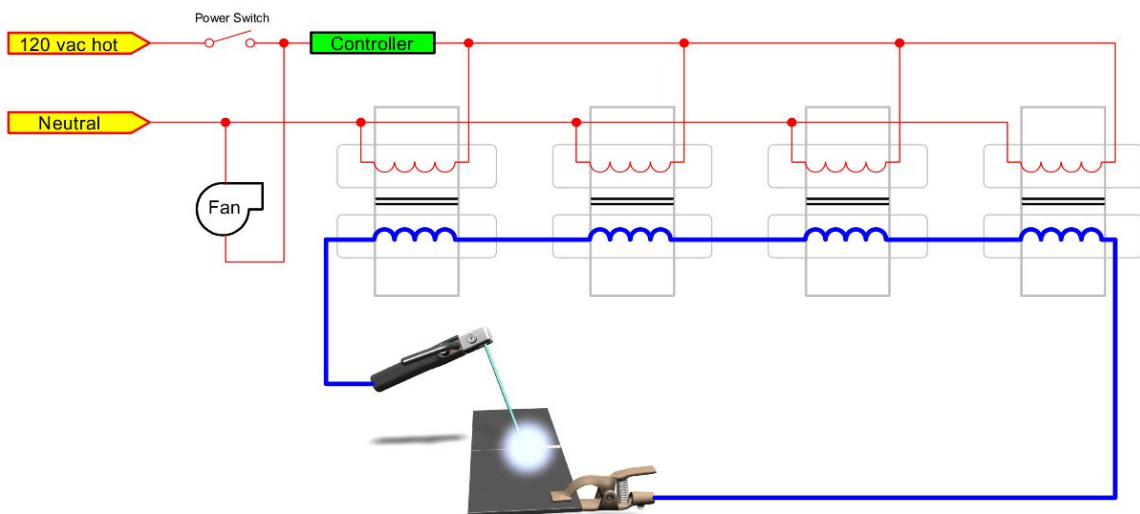 Power Switch
120 vac hot
Controller
Neutral
Fan